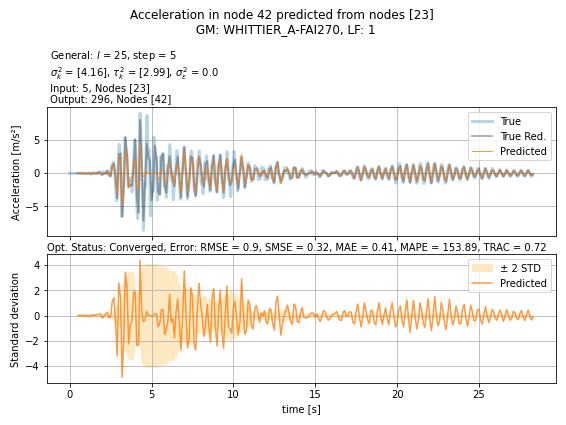 Acceleration in node 42 predicted from nodes [23]
GM: WHITTIER_A-FAI270, LF: 1
General: l = 25, step = 5
σ²ₖ = [4.16], τ²ₖ = [2.99], σ²ε = 0.0
Input: 5, Nodes [23]
Output: 296, Nodes [42]
True
True Red.
Predicted
Acceleration [m/s²]
5
0
−5
Opt. Status: Converged, Error: RMSE = 0.9, SMSE = 0.32, MAE = 0.41, MAPE = 153.89, TRAC = 0.72
± 2 STD
Predicted
Standard deviation
4
2
0
−2
−4
0 5 10 15 20 25
time [s]